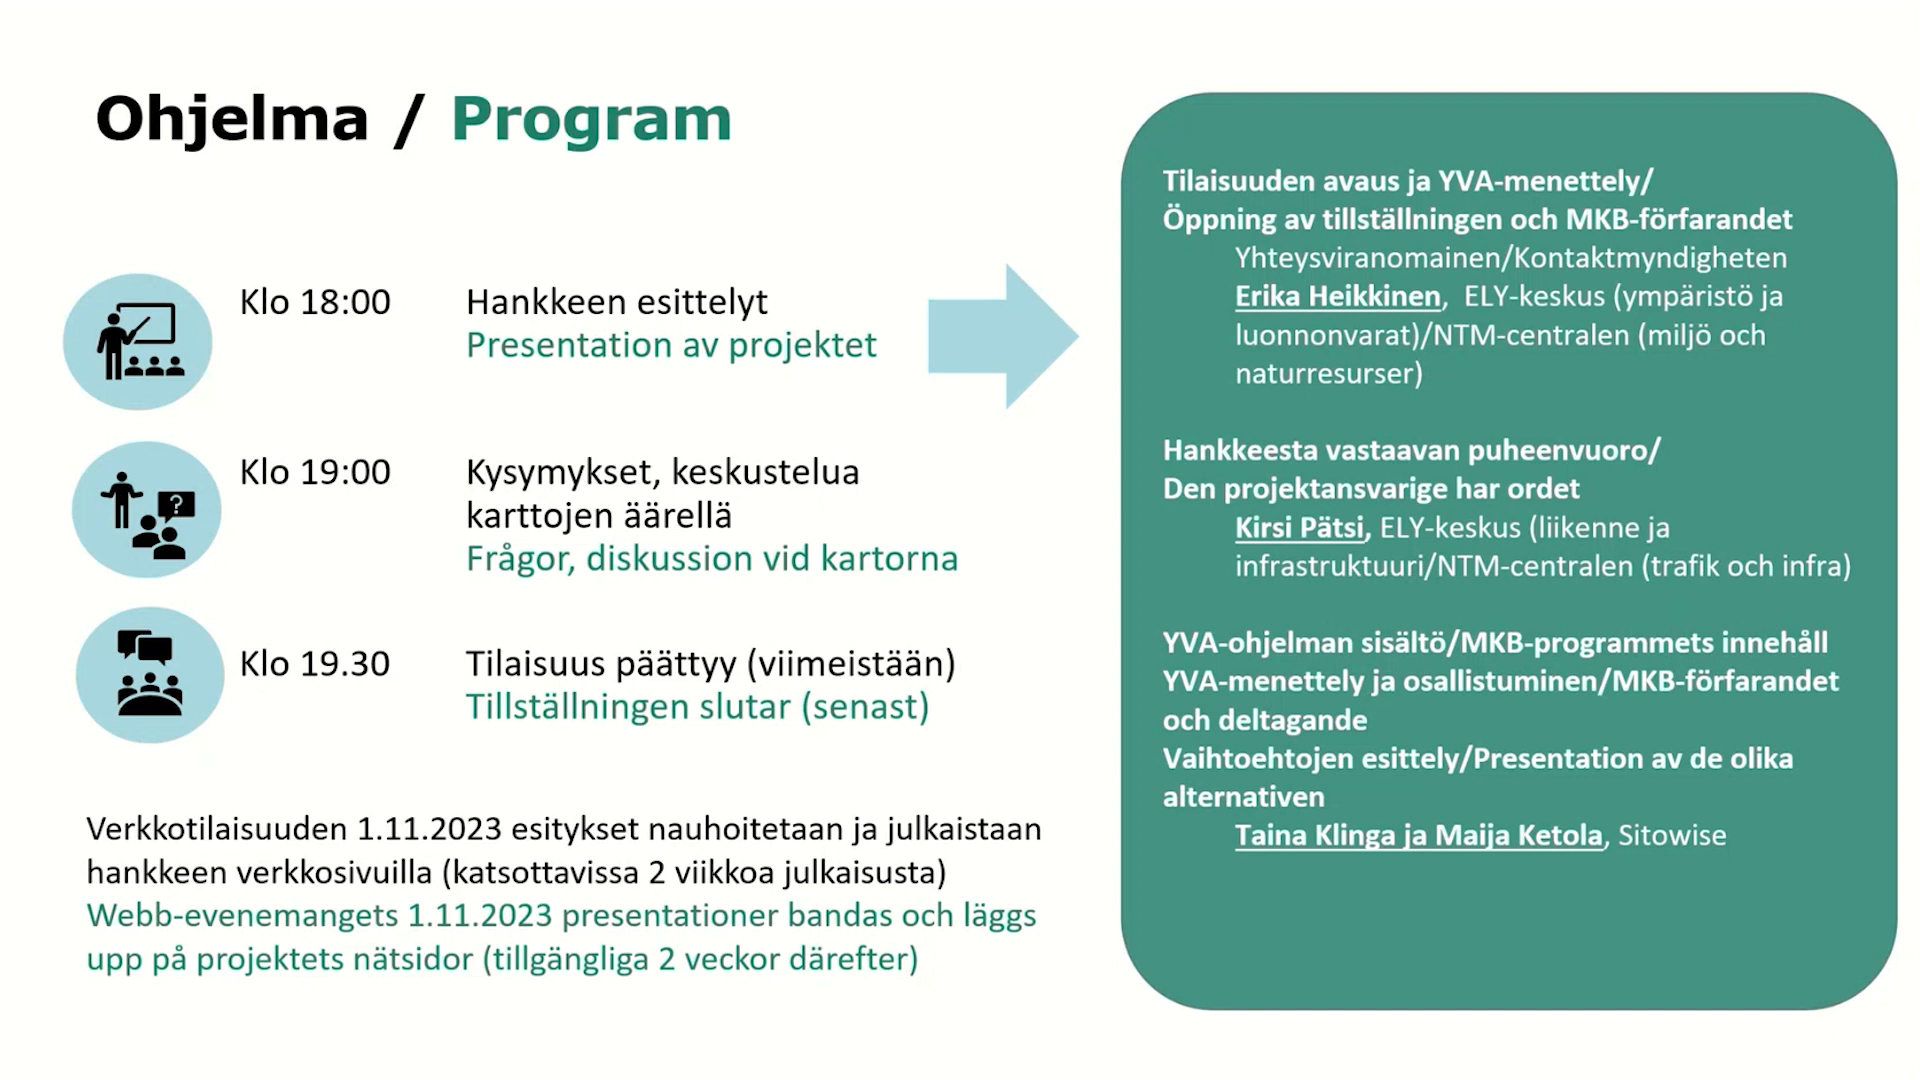 Ohjelma / Program
Klo 18:00
Hankkeen esittelyt
Presentation av projektet
Klo 19:00
Kysymykset, keskustelua
karttojen äärellä
Frågor, diskussion vid kartorna
?
Klo 19.30
Tilaisuus päättyy (viimeistään)
Tillställningen slutar (senast)
Verkkotilaisuuden 1.11.2023 esitykset nauhoitetaan ja julkaistaan
hankkeen verkkosivuilla (katsottavissa 2 viikkoa julkaisusta)
Webb-evenemangets 1.11.2023 presentationer bandas och läggs
upp på projektets nätsidor (tillgängliga 2 veckor därefter)
Tilaisuuden avaus ja YVA-menettely/
Öppning av tillställningen och MKB-förfarandet
Yhteysviranomainen/Kontaktmyndigheten
Erika Heikkinen, ELY-keskus (ympäristö ja
luonnonvarat)/NTM-centralen (miljö och
naturresurser)
Hankkeesta vastaavan puheenvuoro/
Den projektansvarige har ordet
Kirsi Pätsi, ELY-keskus (liikenne ja
infrastruktuuri/NTM-centralen (trafik och infra)
YVA-ohjelman sisältö/MKB-programmets innehåll
YVA-menettely ja osallistuminen/MKB-förfarandet
och deltagande
Vaihtoehtojen esittely/Presentation av de olika
alternativen
Taina Klinga ja Maija Ketola, Sitowise